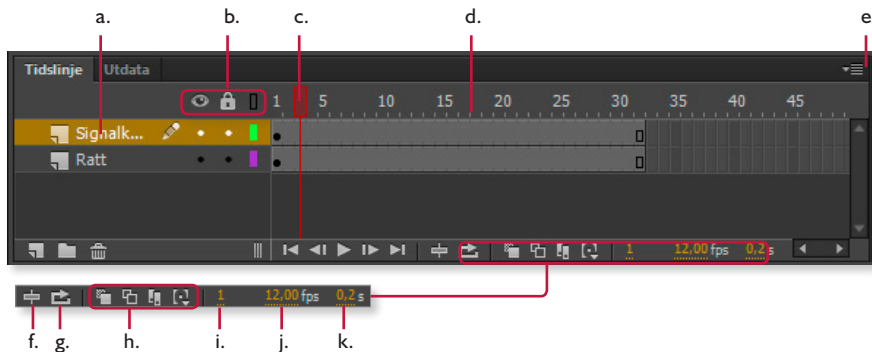 a. b. c. d. e
Tidslinje Utdata
1 5 10 15 20 25 30 35 40 45
Signalk...
Ratt
1 12,00 fps 0,2 s
1 12,00 fps 0,2 s
f. g. h. i. j. k.